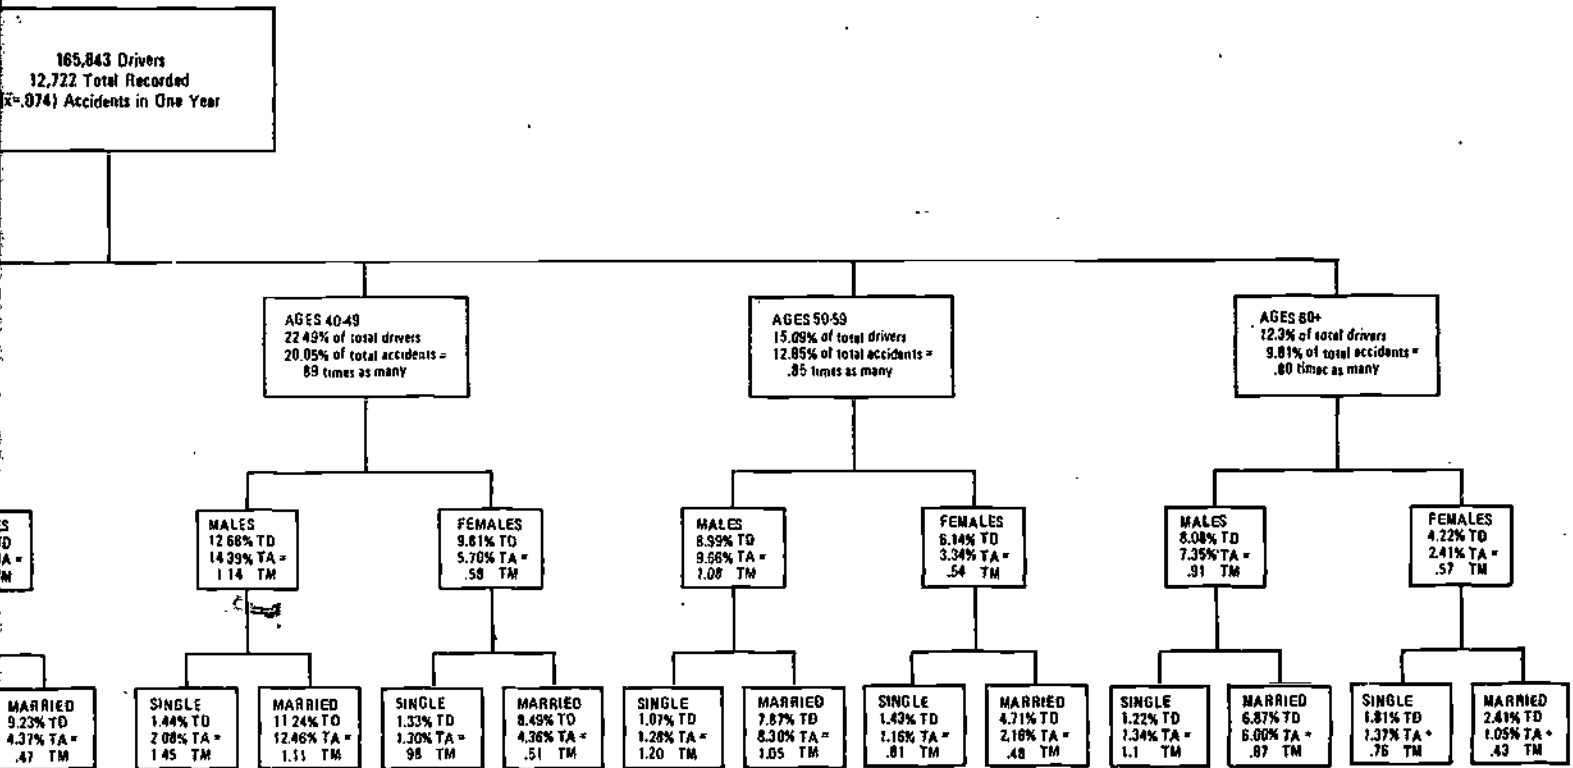 165,843 Drivers
12,722 Total Recorded
(x=.074) Accidents in One Year
AGES 40-49
22.49% of total drivers
20.05% of total accidents =
.89 times as many
AGES 50-59
15.09% of total drivers
12.85% of total accidents =
.85 times as many
AGES 60+
12.3% of total drivers
9.81% of total accidents =
.80 times as many
MALES
12.68% TD
14.39% TA =
1.14 TM
FEMALES
9.81% TD
5.70% TA =
.58 TM
MALES
8.99% TD
9.66% TA =
1.08 TM
FEMALES
6.14% TD
3.34% TA =
.54 TM
MALES
8.08% TD
7.35% TA =
.91 TM
FEMALES
4.22% TD
2.41% TA =
.57 TM
MARRIED
9.23% TD
4.37% TA =
.47 TM
SINGLE
1.44% TD
2.08% TA =
1.45 TM
MARRIED
11.24% TD
12.46% TA =
1.11 TM
SINGLE
1.33% TD
1.30% TA =
.98 TM
MARRIED
8.49% TD
4.36% TA =
.51 TM
SINGLE
1.07% TD
1.28% TA =
1.20 TM
MARRIED
7.87% TD
8.30% TA =
1.05 TM
SINGLE
1.43% TD
1.16% TA =
.81 TM
MARRIED
4.71% TD
2.18% TA =
.48 TM
SINGLE
1.22% TD
1.34% TA =
1.1 TM
MARRIED
6.87% TD
6.00% TA =
.87 TM
SINGLE
1.81% TD
1.37% TA =
.76 TM
MARRIED
2.41% TD
1.05% TA =
.43 TM